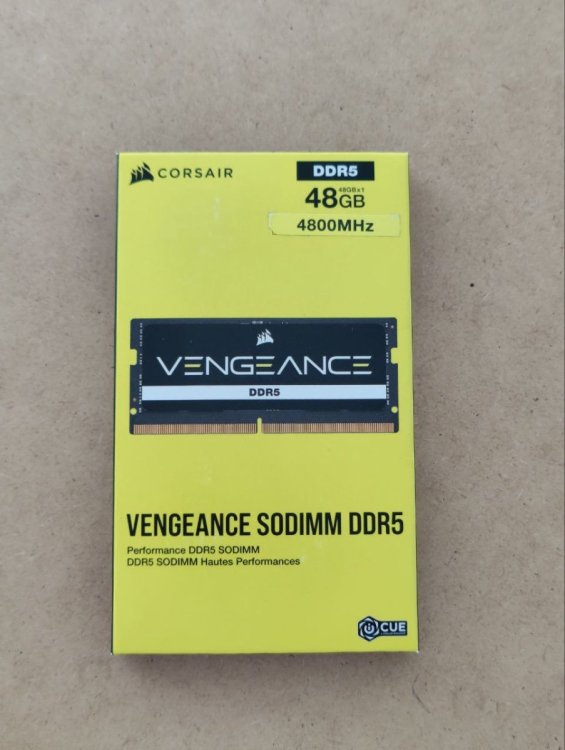 CORSAIR
DDR5
48GB
48GBx1
4800MHz
VENGEANCE
DDR5
VENGEANCE SODIMM DDR5
Performance DDR5 SODIMM
DDR5 SODIMM Hautes Performances
CUE